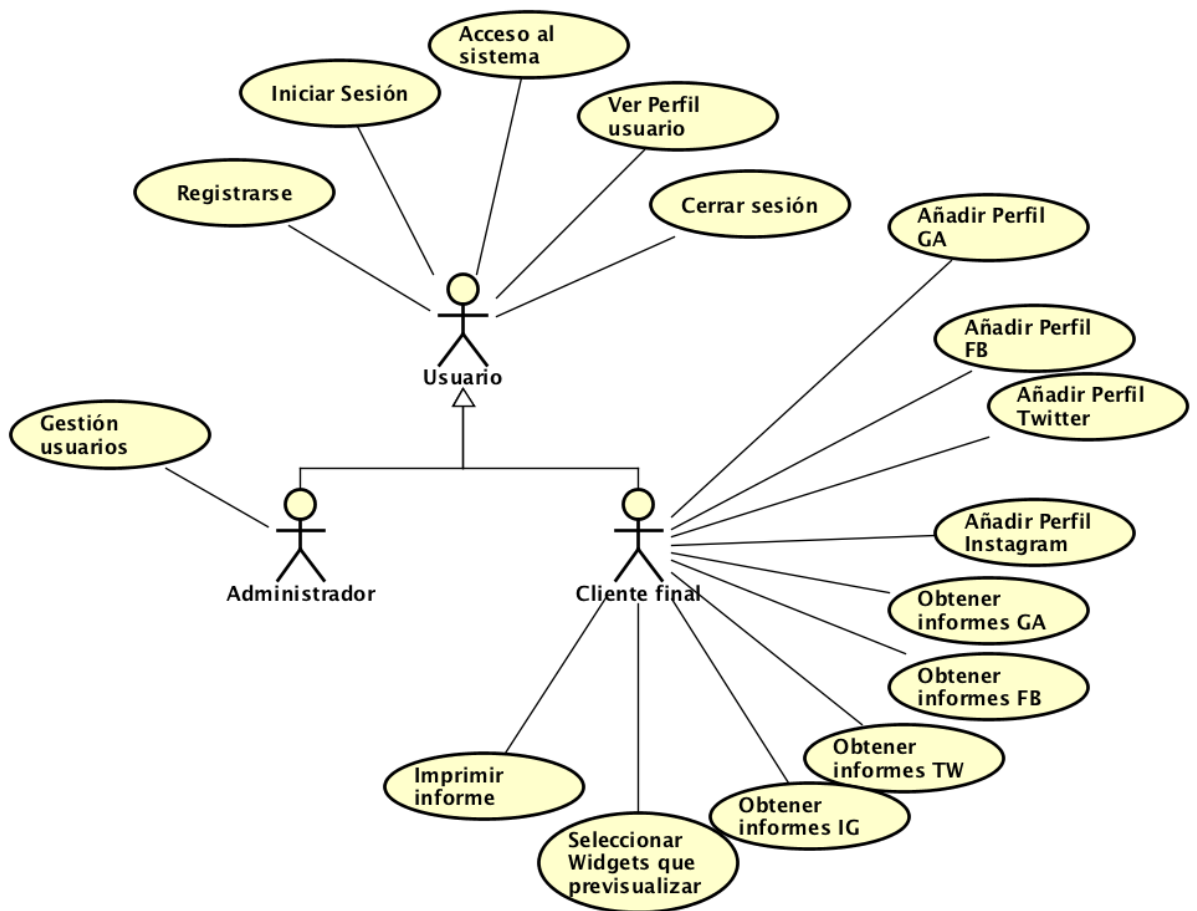 Acceso al
sistema
Iniciar Sesión
Ver Perfil
usuario
Registrarse
Cerrar sesión
Añadir Perfil
GA
Añadir Perfil
FB
Usuario
Añadir Perfil
Twitter
Gestión
usuarios
Añadir Perfil
Instagram
Administrador
Cliente final
Obtener
informes GA
Obtener
informes FB
Obtener
informes TW
Imprimir
informe
Obtener
informes IG
Seleccionar
Widgets que
previsualizar